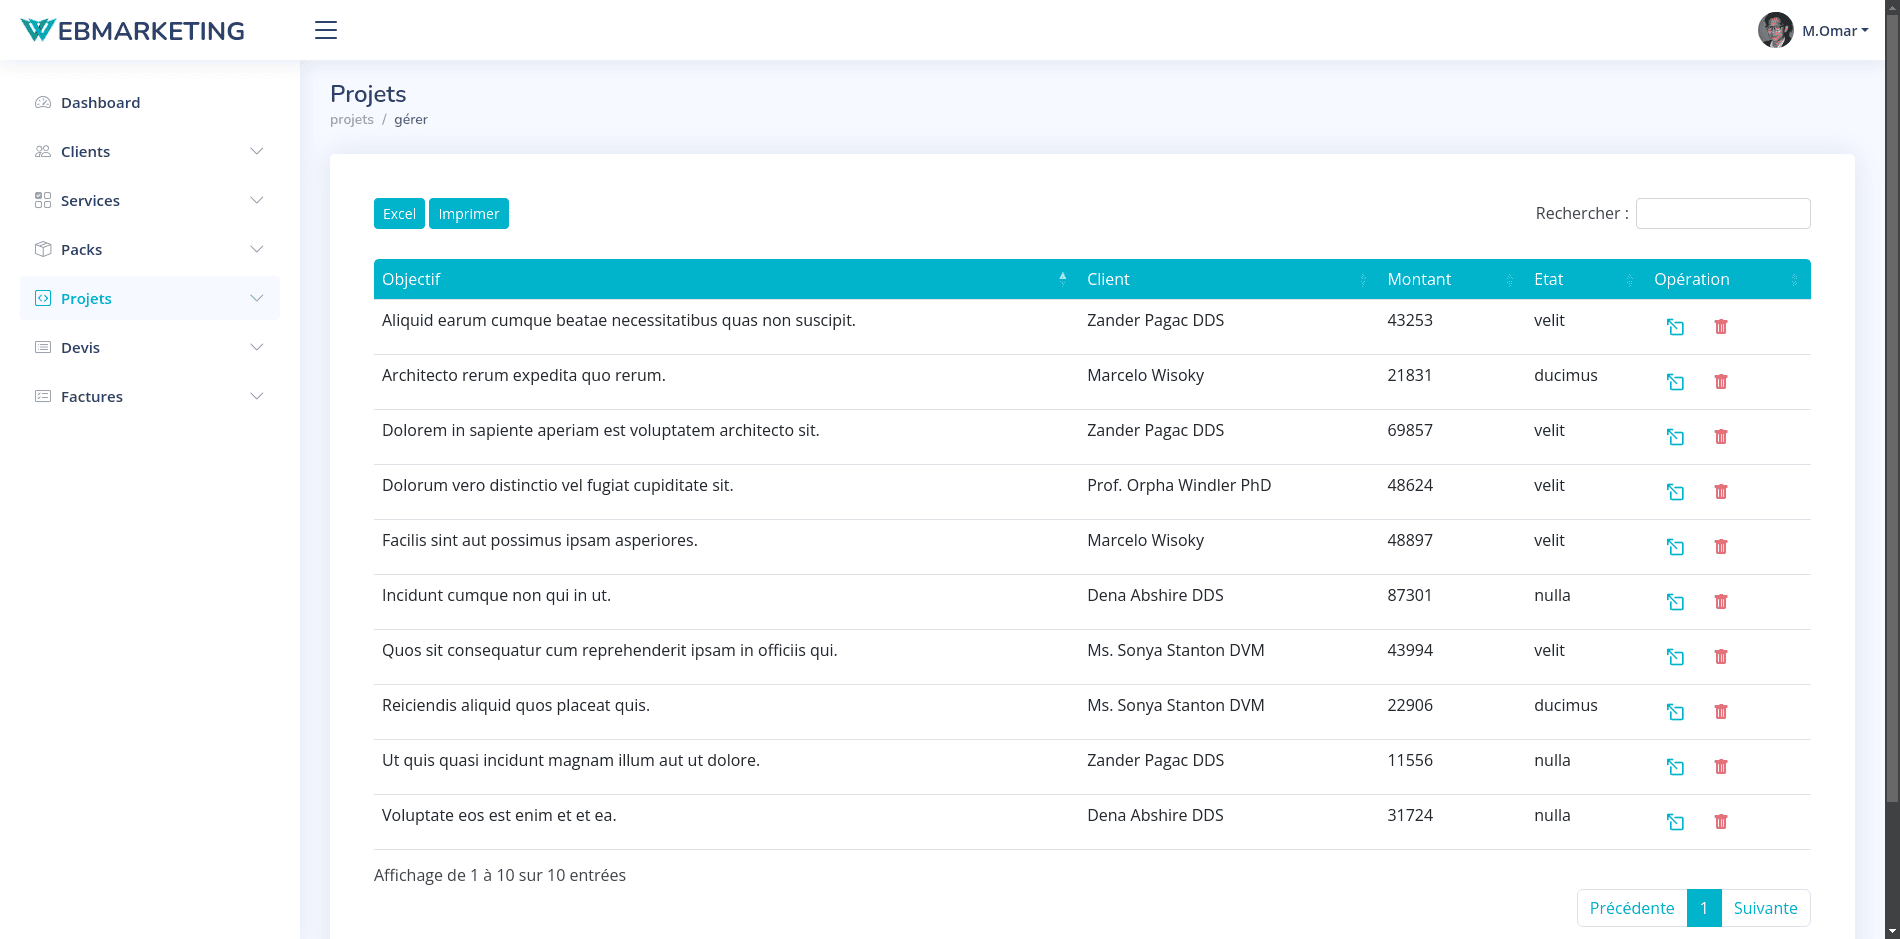 WEBMARKETING
M.Omar
Dashboard
Clients
Services
Packs
Projets
Devis
Factures
Projets
projets / gérer
Excel Imprimer Rechercher :
Objectif Client Montant Etat Opération
Aliquid earum cumque beatae necessitatibus quas non suscipit. Zander Pagac DDS 43253 velit
Architecto rerum expedita quo rerum. Marcelo Wisoky 21831 ducimus
Dolorem in sapiente aperiam est voluptatem architecto sit. Zander Pagac DDS 69857 velit
Dolorum vero distinctio vel fugiat cupiditate sit. Prof. Orpha Windler PhD 48624 velit
Facilis sint aut possimus ipsam asperiores. Marcelo Wisoky 48897 velit
Incidunt cumque non qui in ut. Dena Abshire DDS 87301 nulla
Quos sit consequatur cum reprehenderit ipsam in officiis qui. Ms. Sonya Stanton DVM 43994 velit
Reiciendis aliquid quos placeat quis. Ms. Sonya Stanton DVM 22906 ducimus
Ut quis quasi incidunt magnam illum aut ut dolore. Zander Pagac DDS 11556 nulla
Voluptate eos est enim et et ea. Dena Abshire DDS 31724 nulla
Affichage de 1 à 10 sur 10 entrées
Précédente 1 Suivante